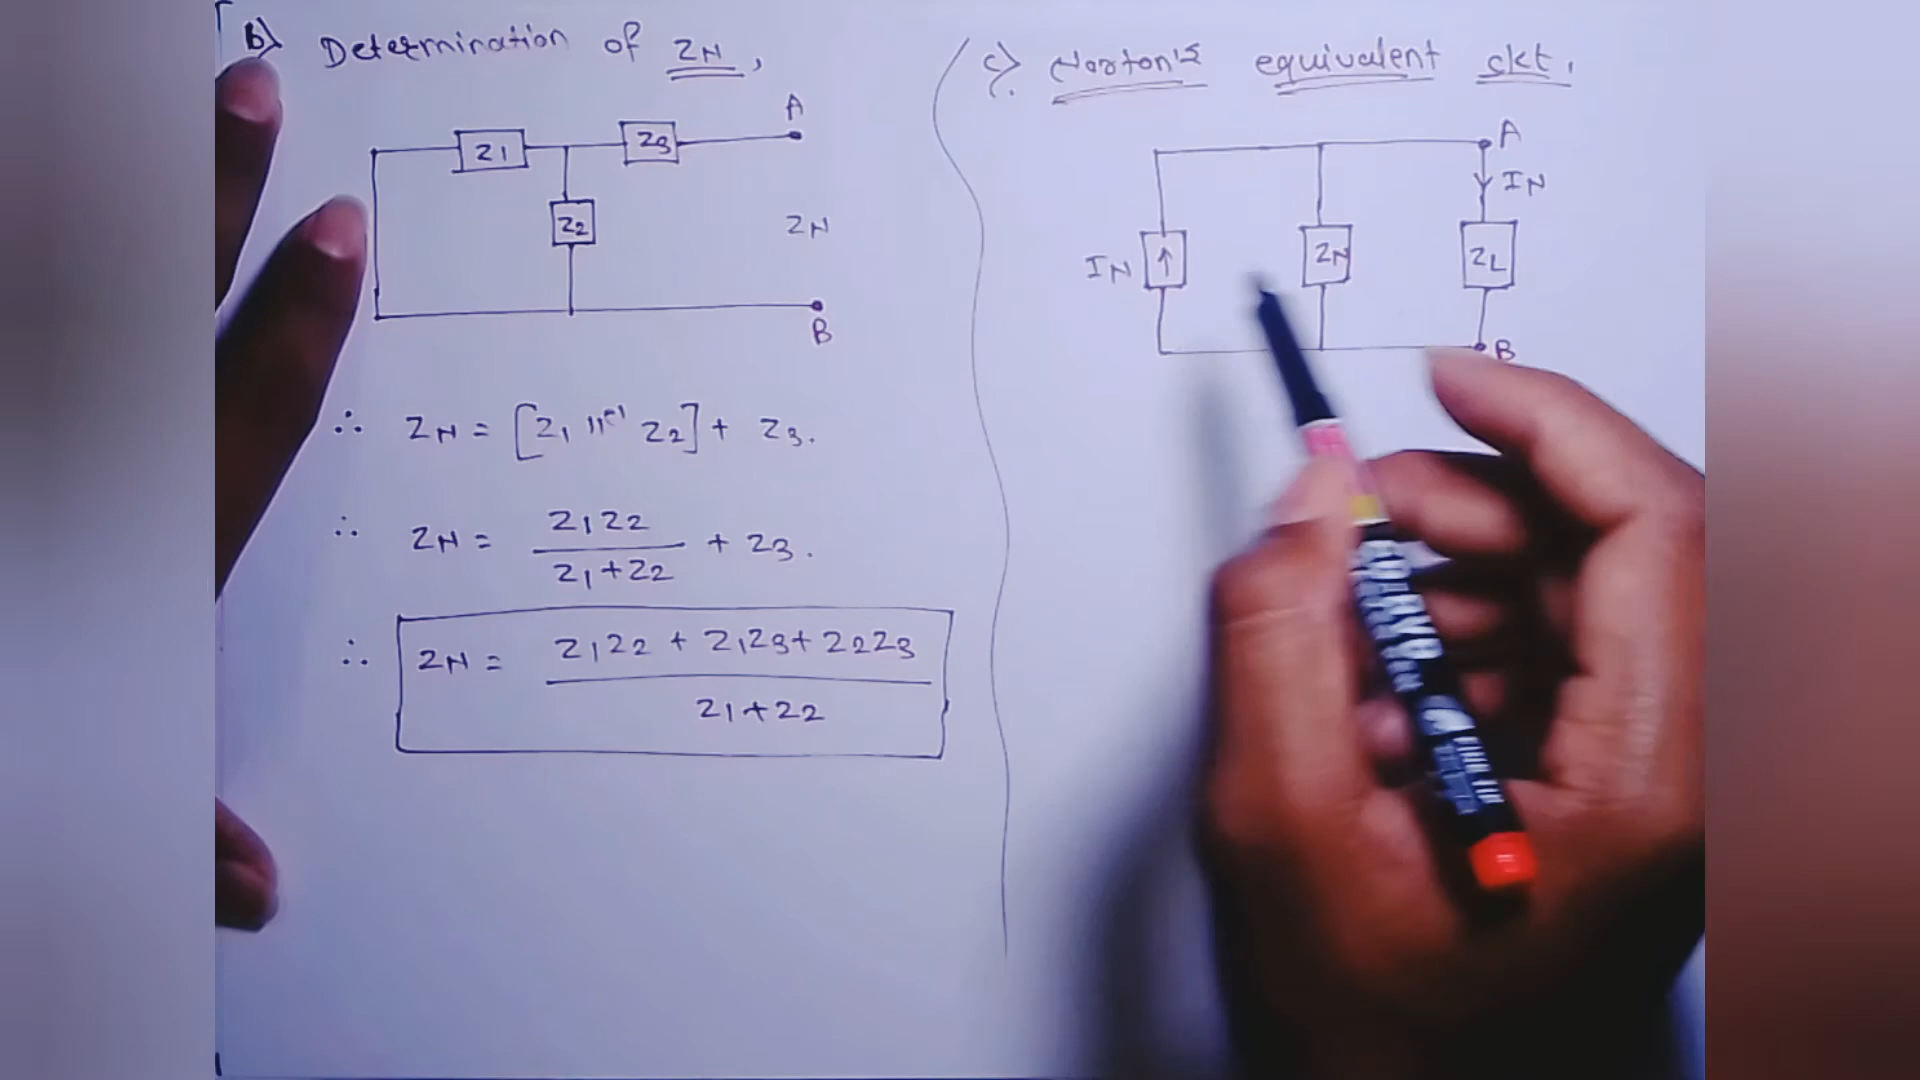 b) Determination of ZN,
Z1
Z3
A
Z2
ZN
B
∴ ZN = [Z1 11el Z2] + Z3.
∴ ZN = Z1Z2 / Z1+Z2 + Z3.
∴ ZN = Z1Z2 + Z1Z3 + Z2Z3 / Z1+Z2
c) Norton's equivalent ckt,
A
IN
IN ↑
ZN
ZL
B